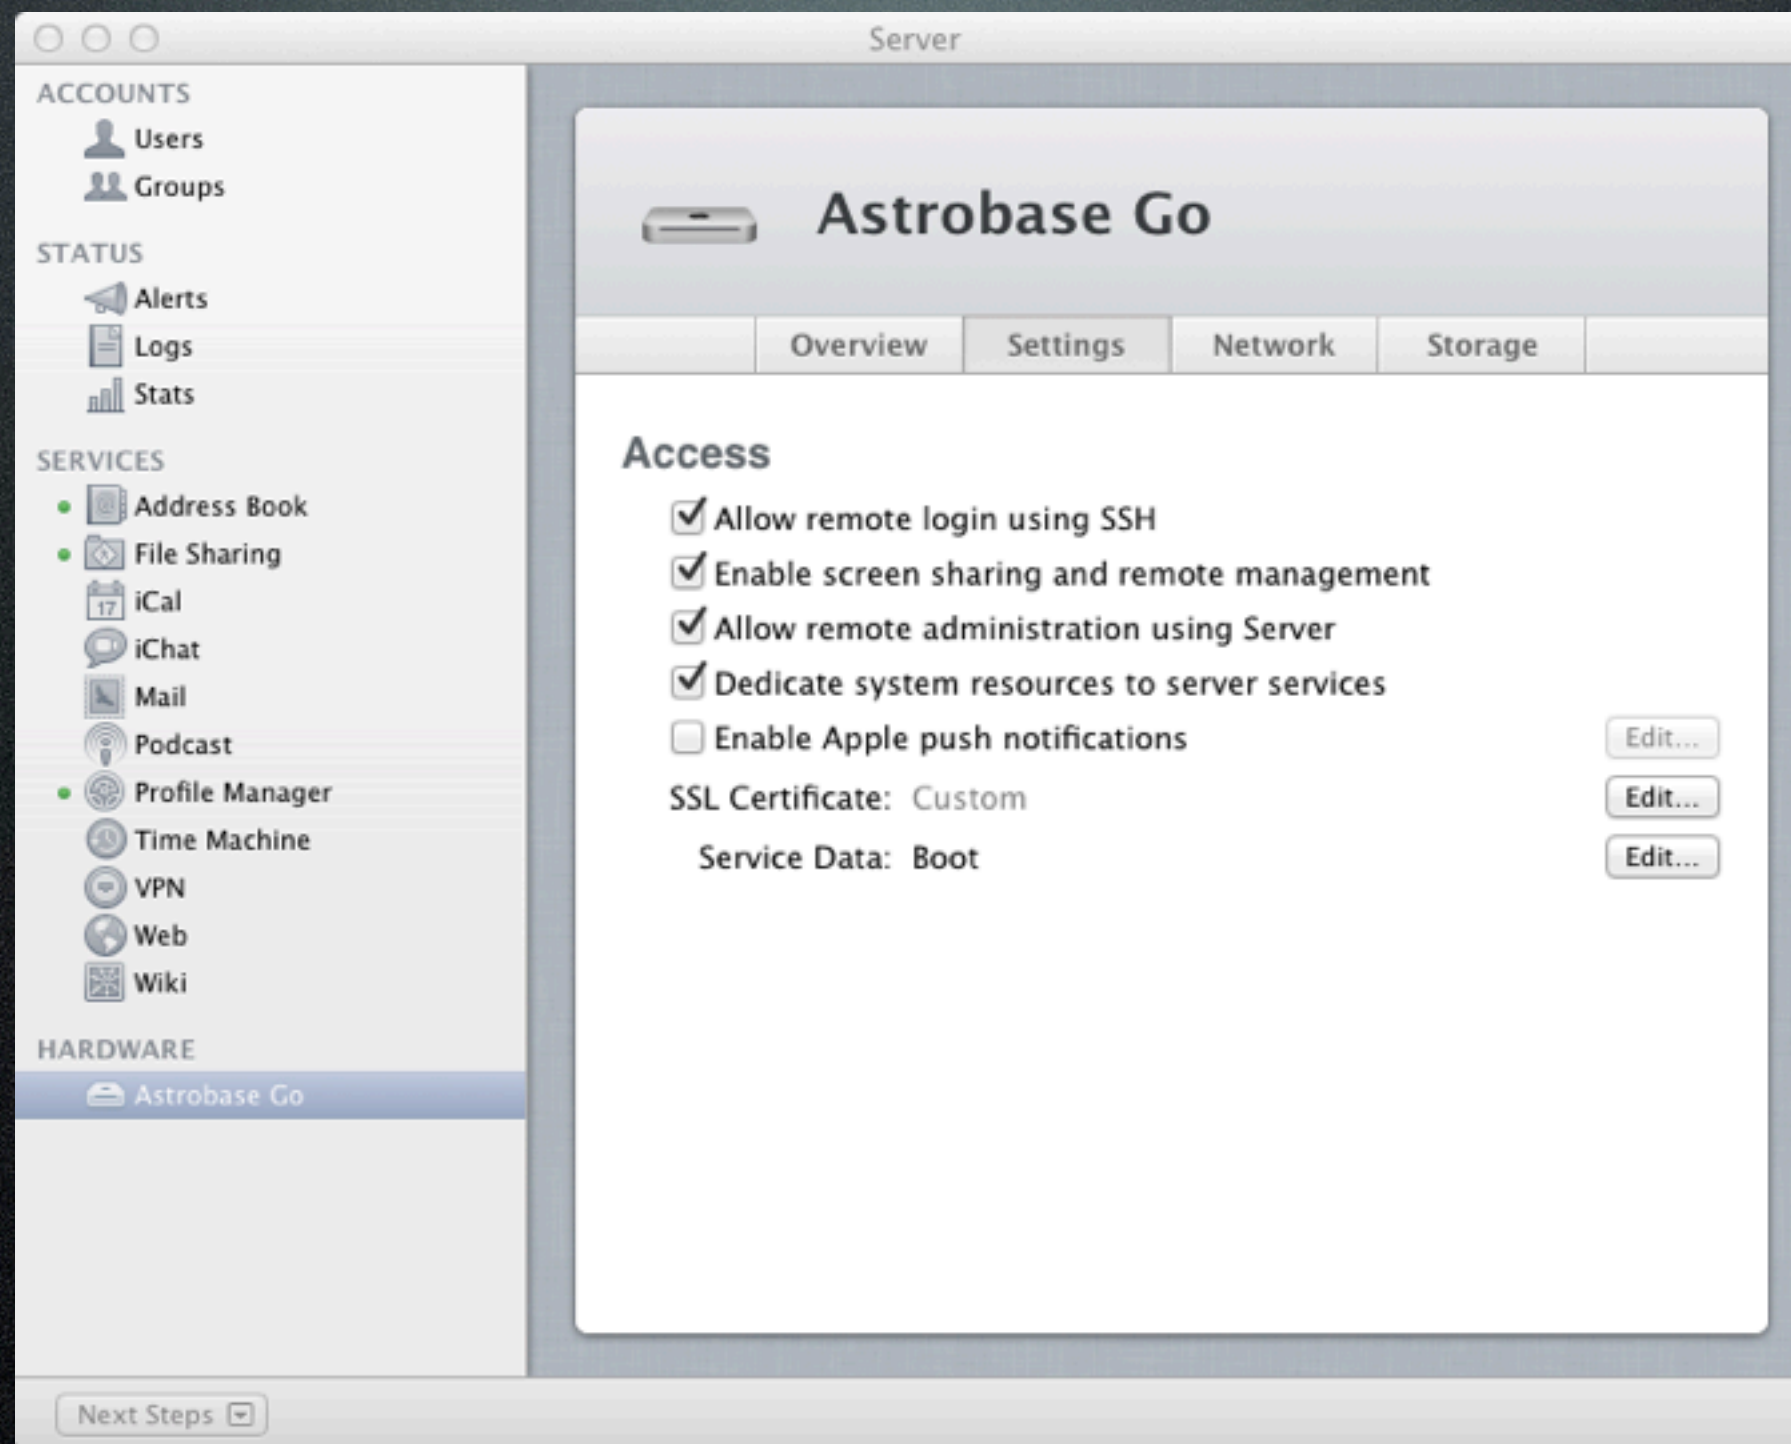 Server
ACCOUNTS
Users
Groups
STATUS
Alerts
Logs
Stats
SERVICES
Address Book
File Sharing
17
iCal
iChat
Mail
Podcast
Profile Manager
Time Machine
VPN
Web
Wiki
HARDWARE
Astrobase Go
Next Steps
Astrobase Go
Overview Settings Network Storage
Access
Allow remote login using SSH
Enable screen sharing and remote management
Allow remote administration using Server
Dedicate system resources to server services
Enable Apple push notifications Edit...
SSL Certificate: Custom Edit...
Service Data: Boot Edit...